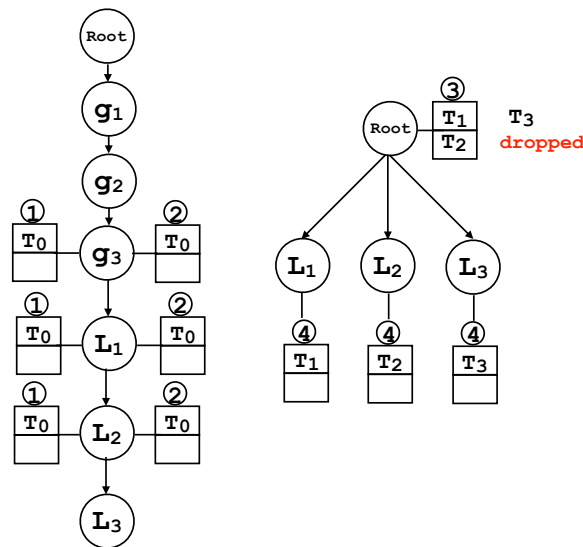 Root
g1
g2
① ②
T0 g3 T0
① ②
T0 L1 T0
① ②
T0 L2 T0
L3
③
Root T1 T3
T2 dropped
L1 L2 L3
④ ④ ④
T1 T2 T3